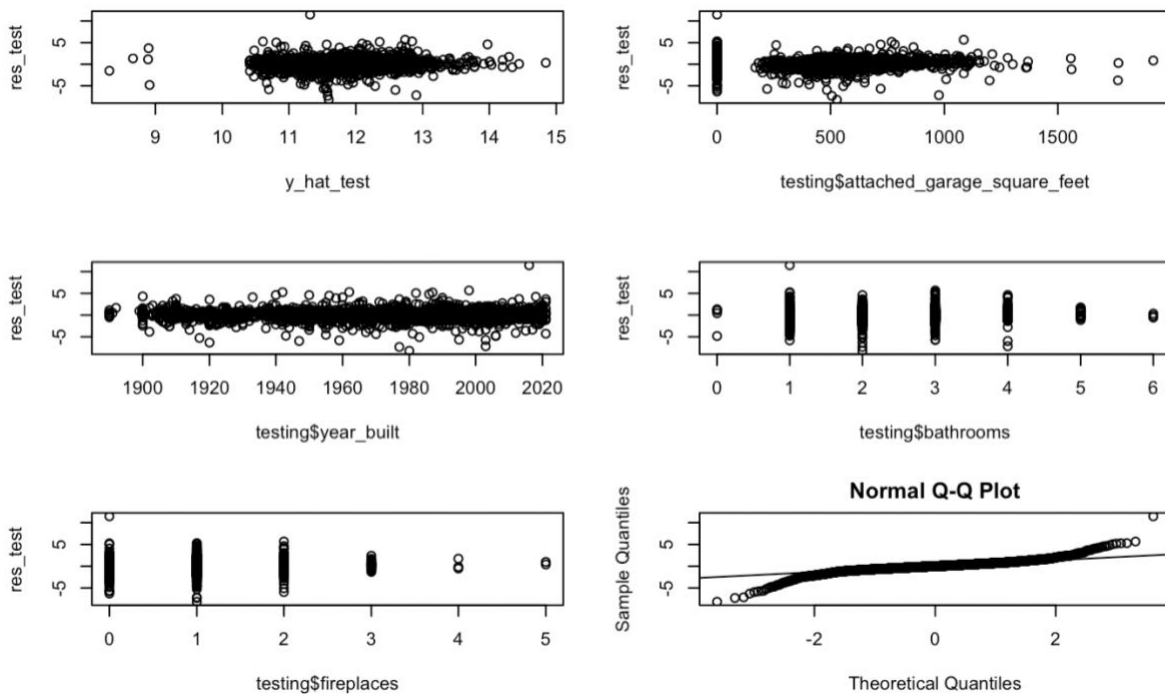 res_test
5
-5
9 10 11 12 13 14 15
y_hat_test
res_test
5
-5
0 500 1000 1500
testing$attached_garage_square_feet
res_test
5
-5
1900 1920 1940 1960 1980 2000 2020
testing$year_built
res_test
5
-5
0 1 2 3 4 5 6
testing$bathrooms
res_test
5
-5
0 1 2 3 4 5
testing$fireplaces
Normal Q-Q Plot
Sample Quantiles
5
-5
-2 0 2
Theoretical Quantiles